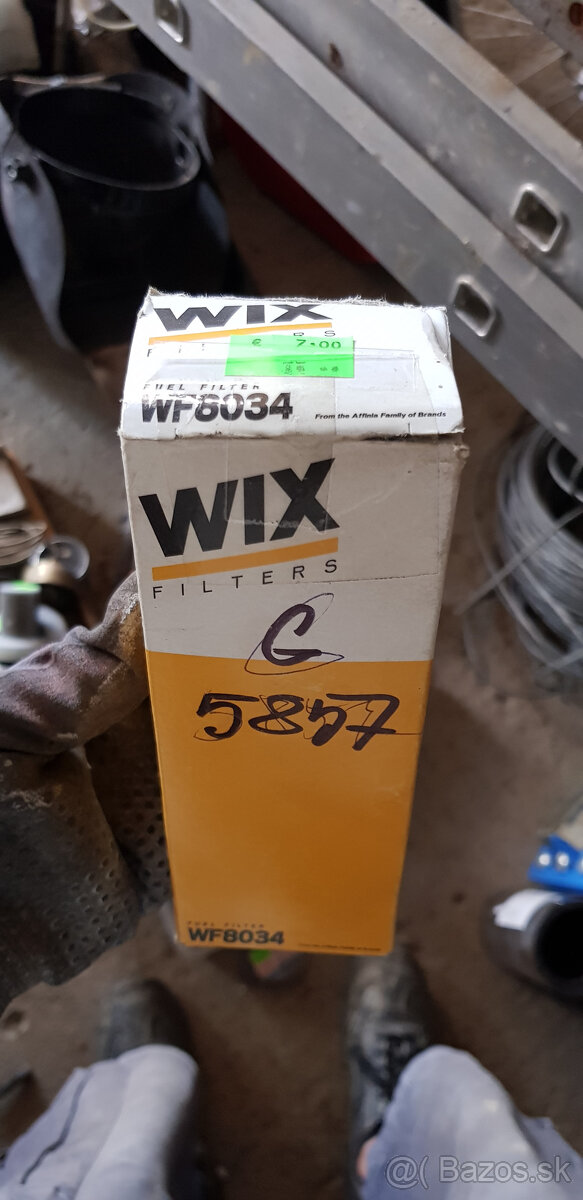 WIX
€ 7.00
FUEL FILTER
WF8034
From the Affinia Family of Brands
WIX
FILTERS
G
5857
FUEL FILTER
WF8034
@( Bazos.sk